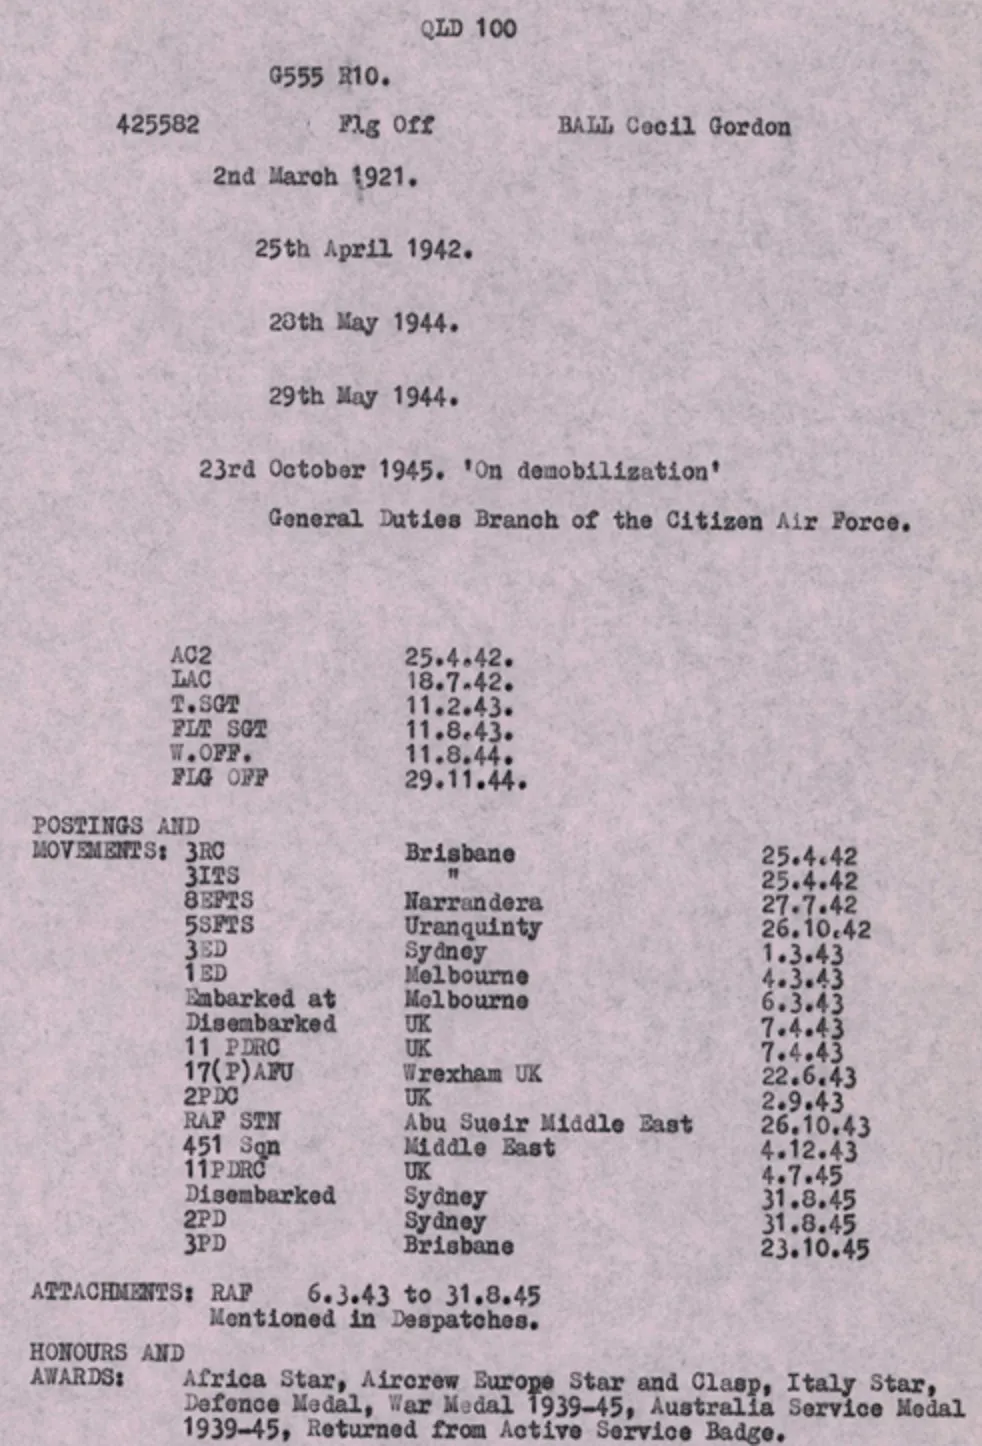 QLD 100
G555 R10.
425582 Flg Off BALL Cecil Gordon
2nd March 1921.
25th April 1942.
28th May 1944.
29th May 1944.
23rd October 1945. 'On demobilization'
General Duties Branch of the Citizen Air Force.
AC2 25.4.42.
LAC 18.7.42.
T.SGT 11.2.43.
FLT SGT 11.8.43.
W.OFF. 11.8.44.
FLG OFF 29.11.44.
POSTINGS AND
MOVEMENTS: 3RC Brisbane 25.4.42
3ITS " 25.4.42
8EFTS Narrandera 27.7.42
5SFTS Uranquinty 26.10.42
3ED Sydney 1.3.43
1ED Melbourne 4.3.43
Embarked at Melbourne 6.3.43
Disembarked UK 7.4.43
11 PDRC UK 7.4.43
17(P)AFU Wrexham UK 22.6.43
2PDC UK 2.9.43
RAF STN Abu Sueir Middle East 26.10.43
451 Sqn Middle East 4.12.43
11PDRC UK 4.7.45
Disembarked Sydney 31.8.45
2PD Sydney 31.8.45
3PD Brisbane 23.10.45
ATTACHMENTS: RAF 6.3.43 to 31.8.45
Mentioned in Despatches.
HONOURS AND
AWARDS: Africa Star, Aircrew Europe Star and Clasp, Italy Star,
Defence Medal, War Medal 1939-45, Australia Service Medal
1939-45, Returned from Active Service Badge.